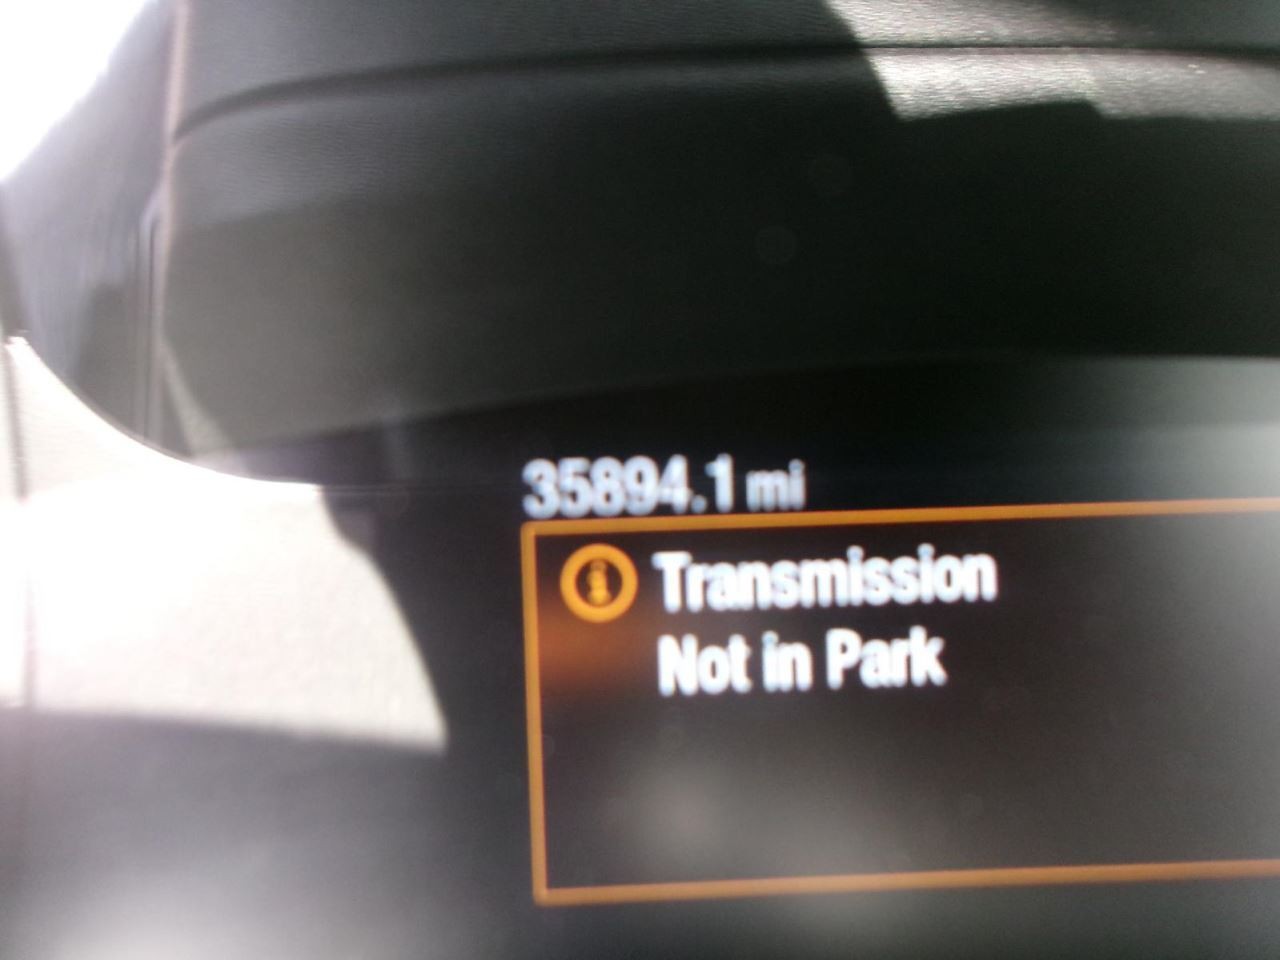 35894.1 mi
Transmission
Not in Park